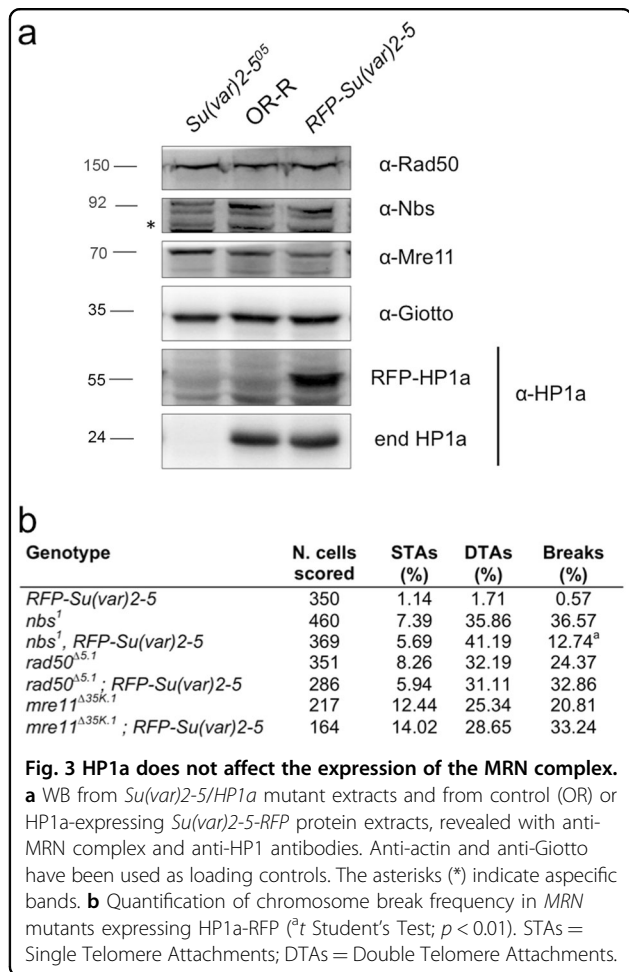 a
Su(var)2-5⁰⁵ OR-R RFP-Su(var)2-5
150 α-Rad50
92 α-Nbs
*
70 α-Mre11
35 α-Giotto
55 RFP-HP1a
α-HP1a
24 end HP1a
b
Genotype N. cells scored STAs (%) DTAs (%) Breaks (%)
RFP-Su(var)2-5 350 1.14 1.71 0.57
nbs¹ 460 7.39 35.86 36.57
nbs¹, RFP-Su(var)2-5 369 5.69 41.19 12.74ᵃ
rad50^Δ5.1 351 8.26 32.19 24.37
rad50^Δ5.1 ; RFP-Su(var)2-5 286 5.94 31.11 32.86
mre11^Δ35K.1 217 12.44 25.34 20.81
mre11^Δ35K.1 ; RFP-Su(var)2-5 164 14.02 28.65 33.24
Fig. 3 HP1a does not affect the expression of the MRN complex.
a WB from Su(var)2-5/HP1a mutant extracts and from control (OR) or
HP1a-expressing Su(var)2-5-RFP protein extracts, revealed with anti-
MRN complex and anti-HP1 antibodies. Anti-actin and anti-Giotto
have been used as loading controls. The asterisks (*) indicate aspecific
bands. b Quantification of chromosome break frequency in MRN
mutants expressing HP1a-RFP (ᵃt Student's Test; p < 0.01). STAs =
Single Telomere Attachments; DTAs = Double Telomere Attachments.